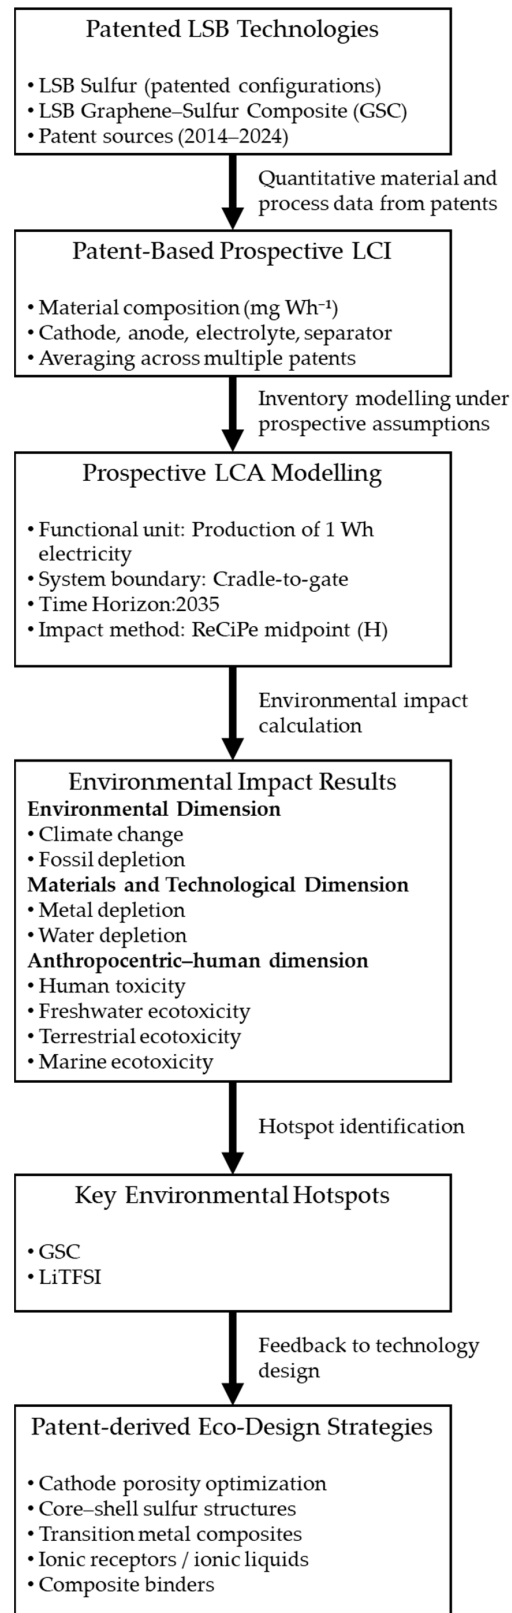 Patented LSB Technologies
• LSB Sulfur (patented configurations)
• LSB Graphene–Sulfur Composite (GSC)
• Patent sources (2014–2024)
Quantitative material and
process data from patents
Patent-Based Prospective LCI
• Material composition (mg Wh⁻¹)
• Cathode, anode, electrolyte, separator
• Averaging across multiple patents
Inventory modelling under
prospective assumptions
Prospective LCA Modelling
• Functional unit: Production of 1 Wh
electricity
• System boundary: Cradle-to-gate
• Time Horizon:2035
• Impact method: ReCiPe midpoint (H)
Environmental impact
calculation
Environmental Impact Results
Environmental Dimension
• Climate change
• Fossil depletion
Materials and Technological Dimension
• Metal depletion
• Water depletion
Anthropocentric–human dimension
• Human toxicity
• Freshwater ecotoxicity
• Terrestrial ecotoxicity
• Marine ecotoxicity
Hotspot identification
Key Environmental Hotspots
• GSC
• LiTFSI
Feedback to technology
design
Patent-derived Eco-Design Strategies
• Cathode porosity optimization
• Core–shell sulfur structures
• Transition metal composites
• Ionic receptors / ionic liquids
• Composite binders